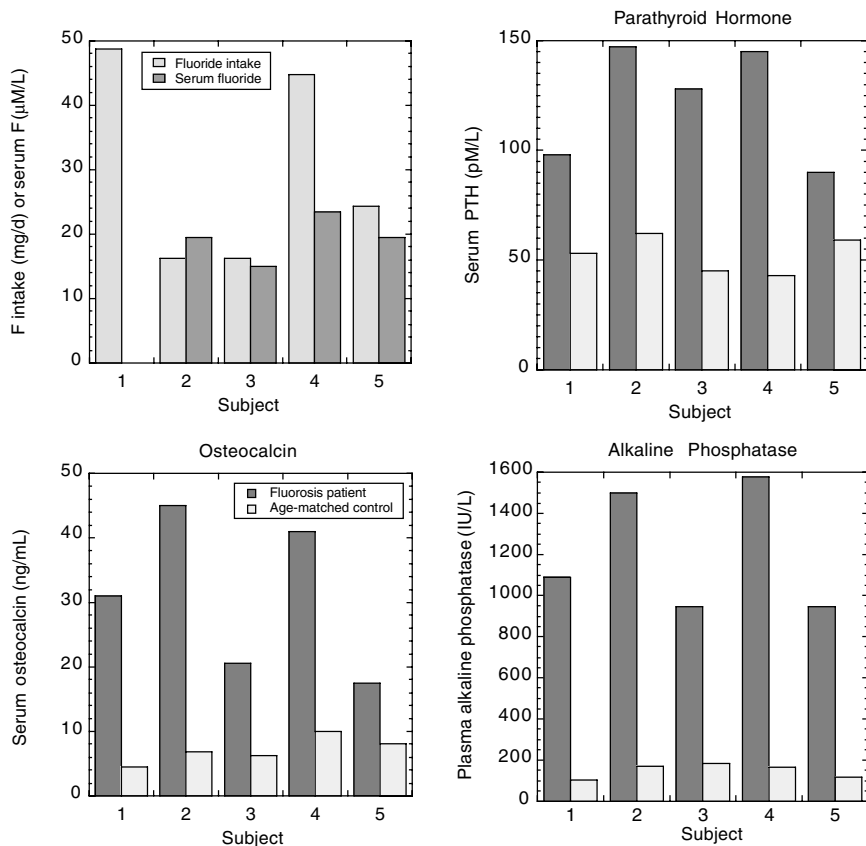 50
40
30
20
10
0
F intake (mg/d) or serum F (μM/L)
Fluoride intake
Serum fluoride
1 2 3 4 5
Subject
Parathyroid Hormone
150
100
50
0
Serum PTH (pM/L)
1 2 3 4 5
Subject
Osteocalcin
50
40
30
20
10
0
Serum osteocalcin (ng/mL)
Fluorosis patient
Age-matched control
1 2 3 4 5
Subject
Alkaline Phosphatase
1600
1400
1200
1000
800
600
400
200
0
Plasma alkaline phosphatase (IU/L)
1 2 3 4 5
Subject